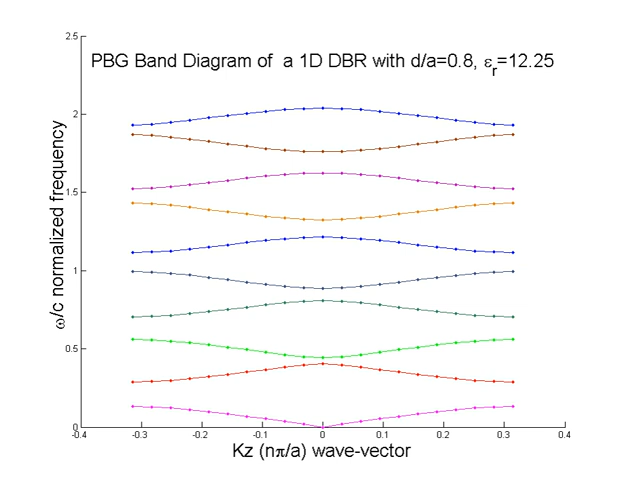 2.5
PBG Band Diagram of  a 1D DBR with d/a=0.8, εr=12.25
2
1.5
1
0.5
0
ω/c normalized frequency
-0.4 -0.3 -0.2 -0.1 0 0.1 0.2 0.3 0.4
Kz (nπ/a) wave-vector